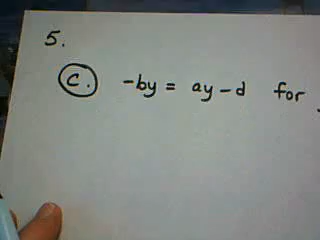 5.
c. -by = ay - d for